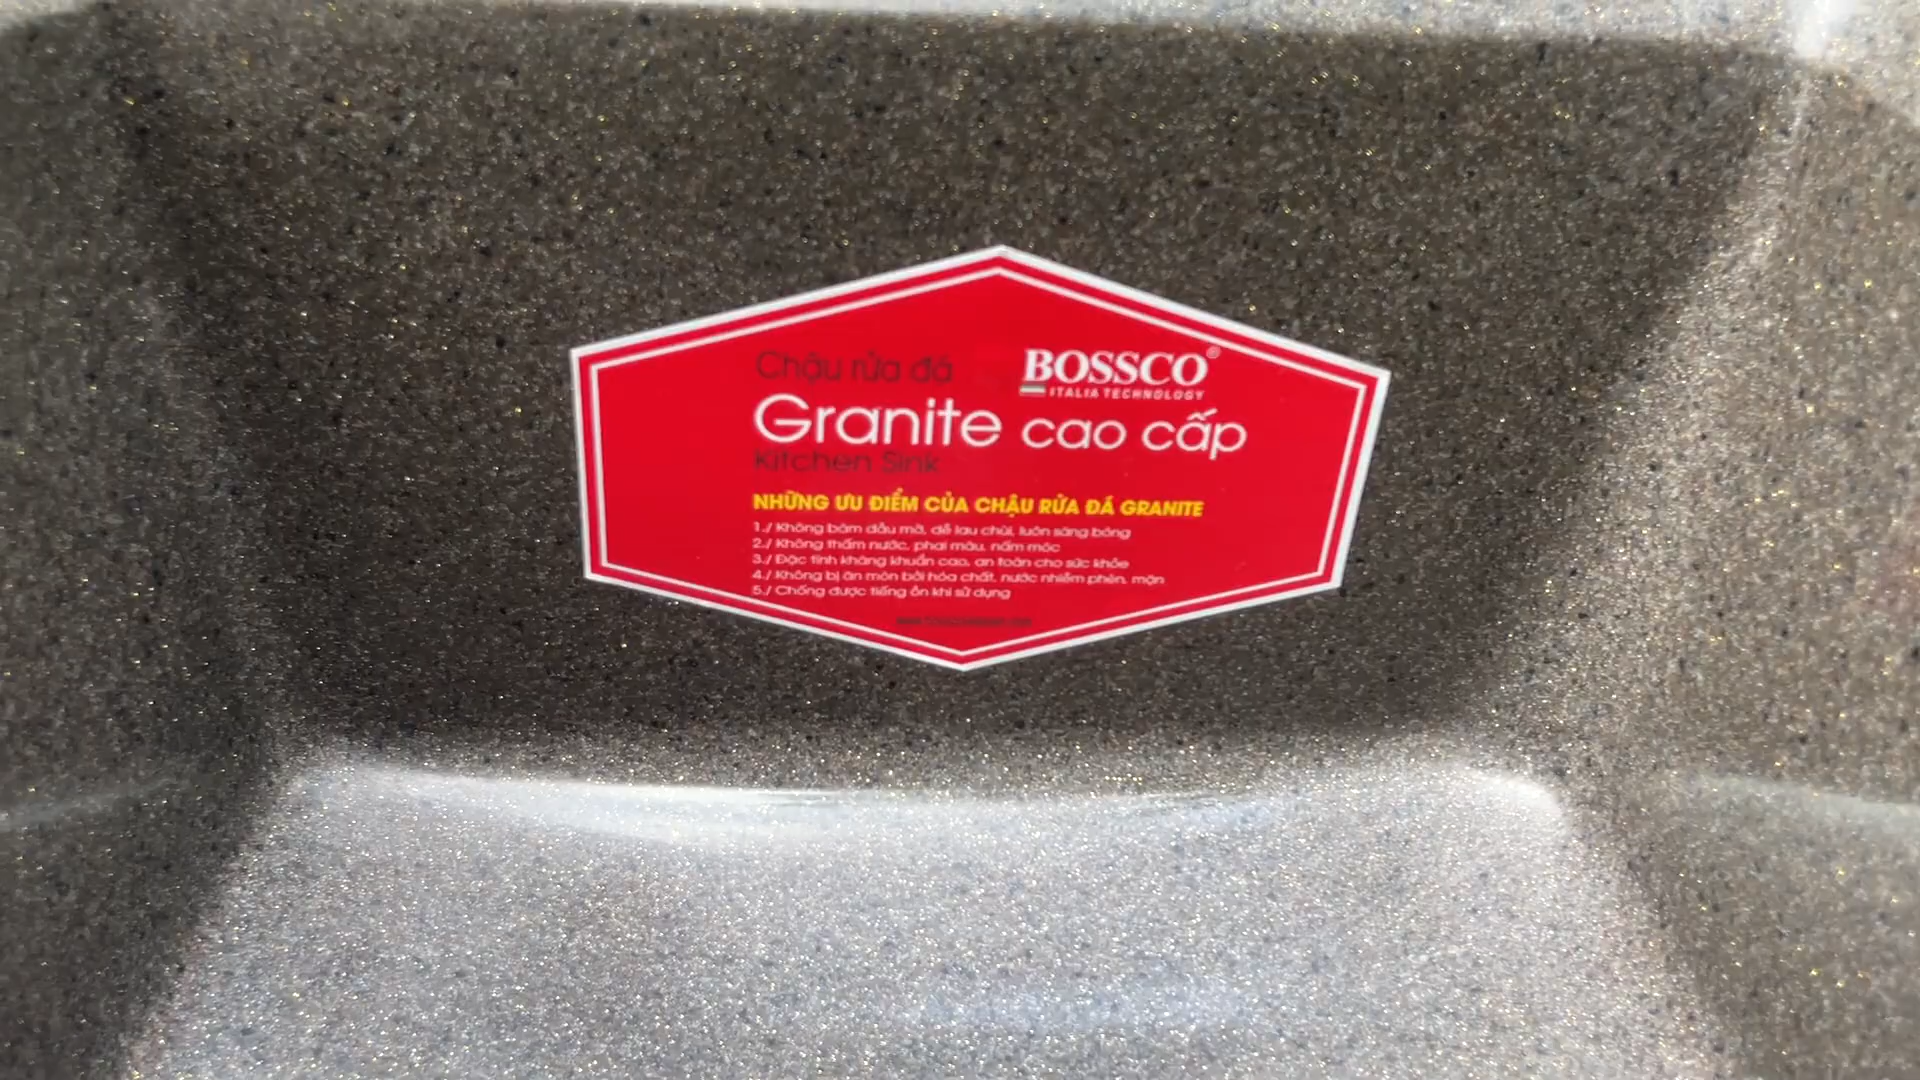 Chậu rửa đá
BOSSCO®
ITALIA TECHNOLOGY
Granite cao cấp
Kitchen Sink
NHỮNG ƯU ĐIỂM CỦA CHẬU RỬA ĐÁ GRANITE
1./ Không bám dầu mỡ, dễ lau chùi, luôn sáng bóng
2./ Không thấm nước, phai màu, nấm mốc
3./ Đặc tính kháng khuẩn cao, an toàn cho sức khỏe
4./ Không bị ăn mòn bởi hóa chất, nước nhiễm phèn, mặn
5./ Chống được tiếng ồn khi sử dụng